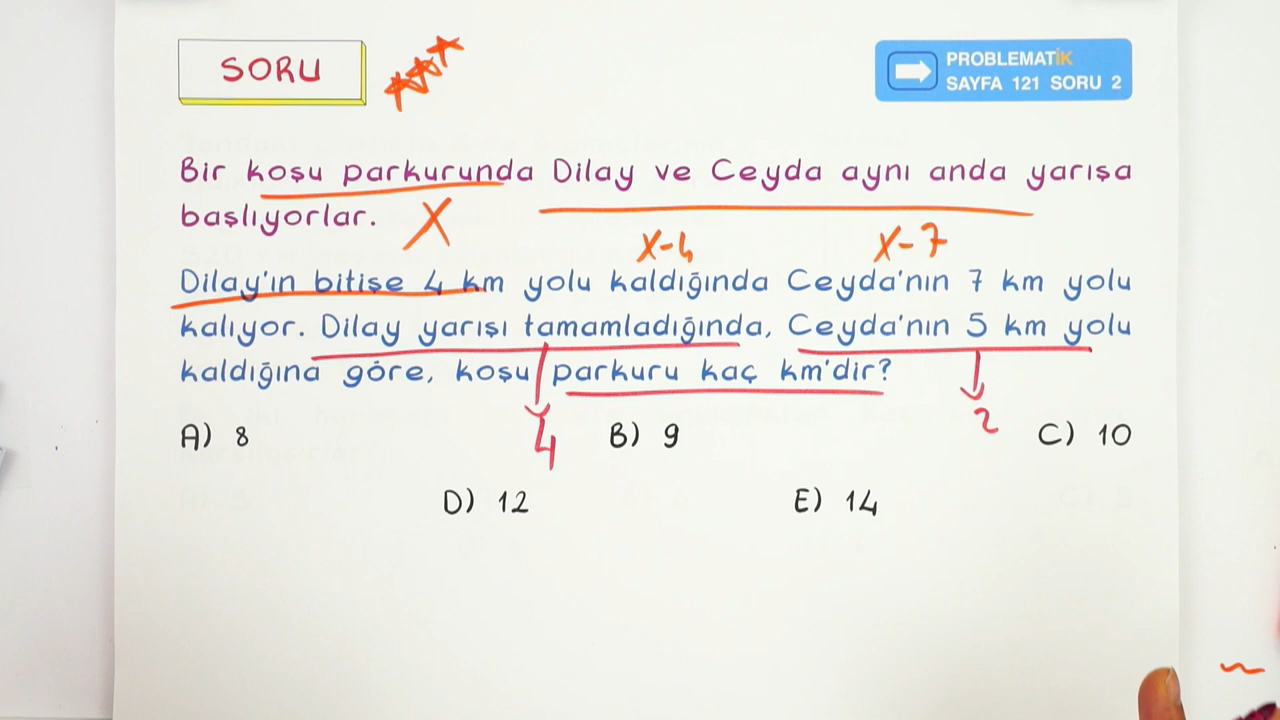 SORU
PROBLEMATİK
SAYFA 121 SORU 2
Bir koşu parkurunda Dilay ve Ceyda aynı anda yarışa
başlıyorlar. X
X-4 X-7
Dilay'ın bitişe 4 km yolu kaldığında Ceyda'nın 7 km yolu
kalıyor. Dilay yarışı tamamladığında, Ceyda'nın 5 km yolu
kaldığına göre, koşu parkuru kaç km'dir?
4 2
A) 8 B) 9 C) 10
D) 12 E) 14